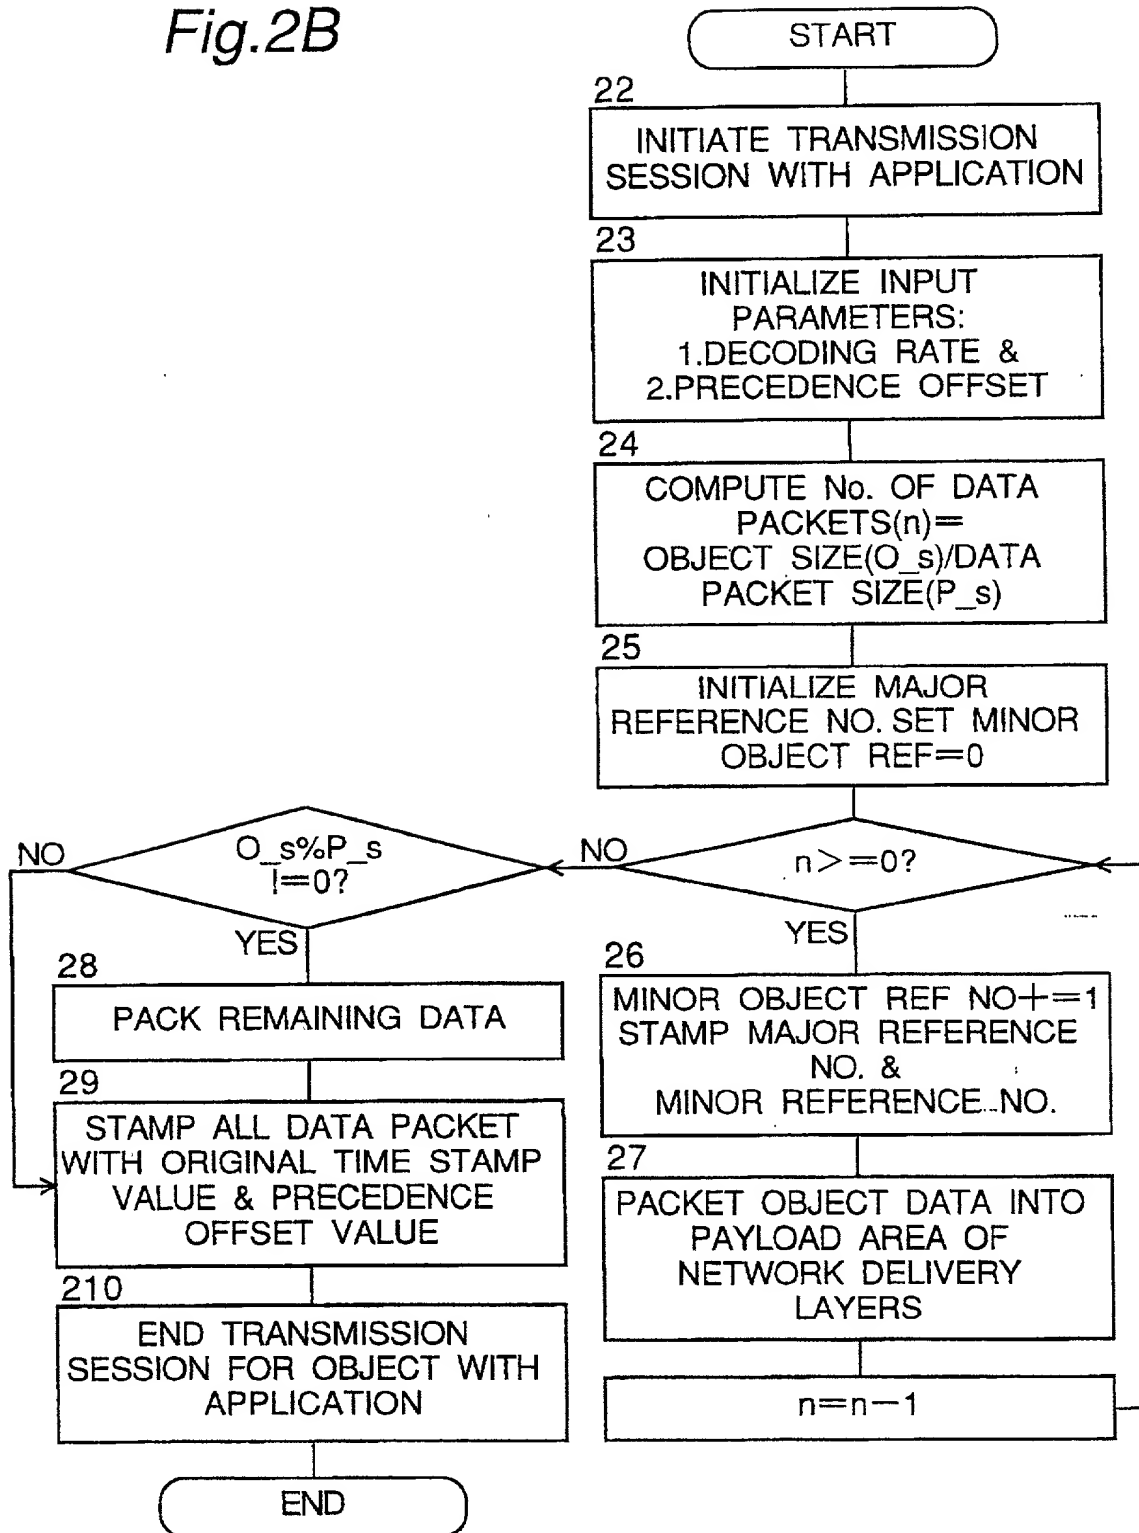 Fig.2B
START
22
INITIATE TRANSMISSION
SESSION WITH APPLICATION
23
INITIALIZE INPUT
PARAMETERS:
1.DECODING RATE &
2.PRECEDENCE OFFSET
24
COMPUTE No. OF DATA
PACKETS(n)=
OBJECT SIZE(O_s)/DATA
PACKET SIZE(P_s)
25
INITIALIZE MAJOR
REFERENCE NO. SET MINOR
OBJECT REF=0
n>=0?
NO
YES
O_s%P_s
!=0?
NO
YES
26
MINOR OBJECT REF NO+=1
STAMP MAJOR REFERENCE
NO. &
MINOR REFERENCE NO.
27
PACKET OBJECT DATA INTO
PAYLOAD AREA OF
NETWORK DELIVERY
LAYERS
n=n-1
28
PACK REMAINING DATA
29
STAMP ALL DATA PACKET
WITH ORIGINAL TIME STAMP
VALUE & PRECEDENCE
OFFSET VALUE
210
END TRANSMISSION
SESSION FOR OBJECT WITH
APPLICATION
END